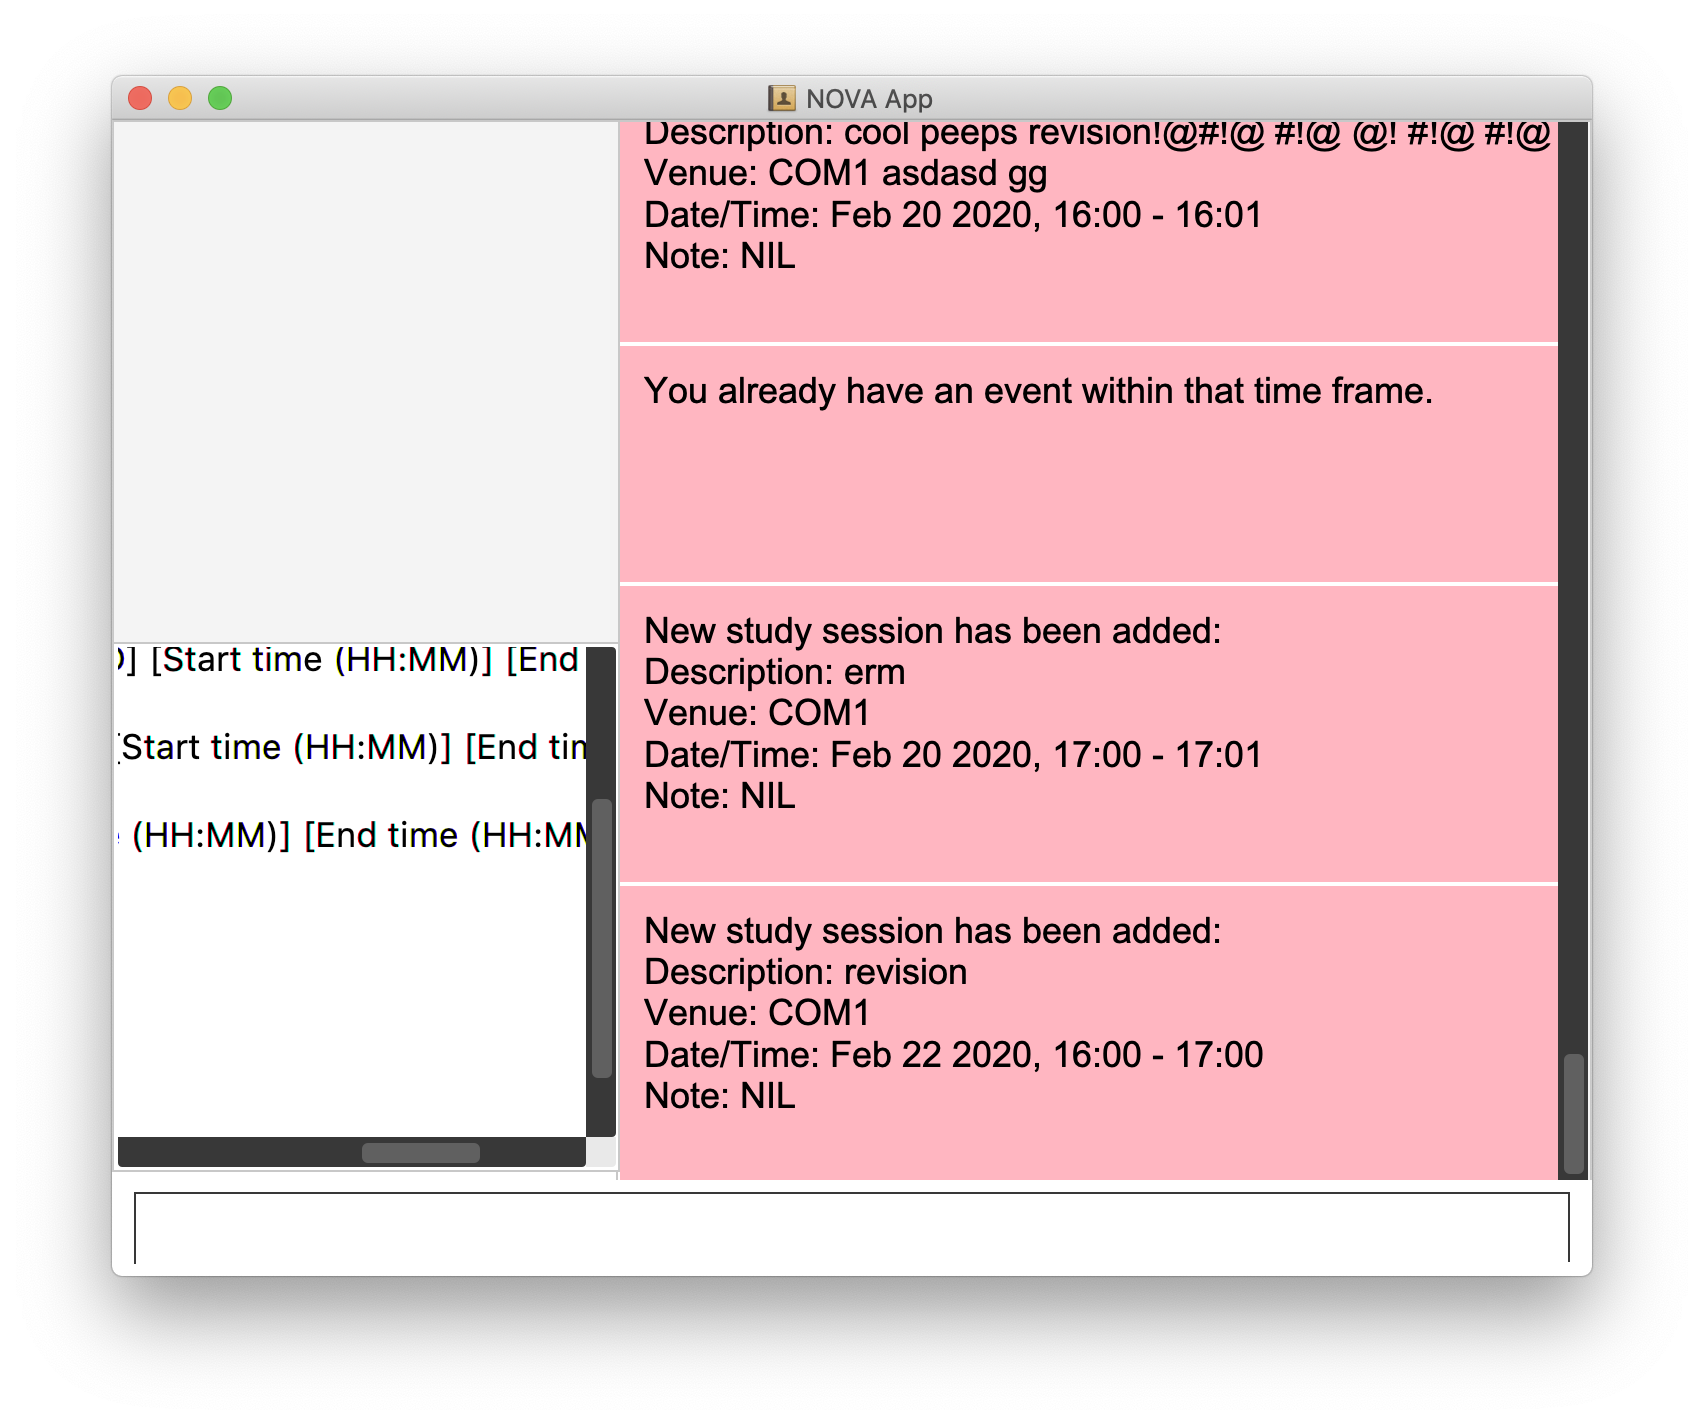 NOVA App
Description: cool peeps revision!@#!@ #!@ @! #!@ #!@
Venue: COM1 asdasd gg
Date/Time: Feb 20 2020, 16:00 - 16:01
Note: NIL
You already have an event within that time frame.
New study session has been added:
Description: erm
Venue: COM1
Date/Time: Feb 20 2020, 17:00 - 17:01
Note: NIL
New study session has been added:
Description: revision
Venue: COM1
Date/Time: Feb 22 2020, 16:00 - 17:00
Note: NIL
] [Start time (HH:MM)] [End
[Start time (HH:MM)] [End tim
(HH:MM)] [End time (HH:MM